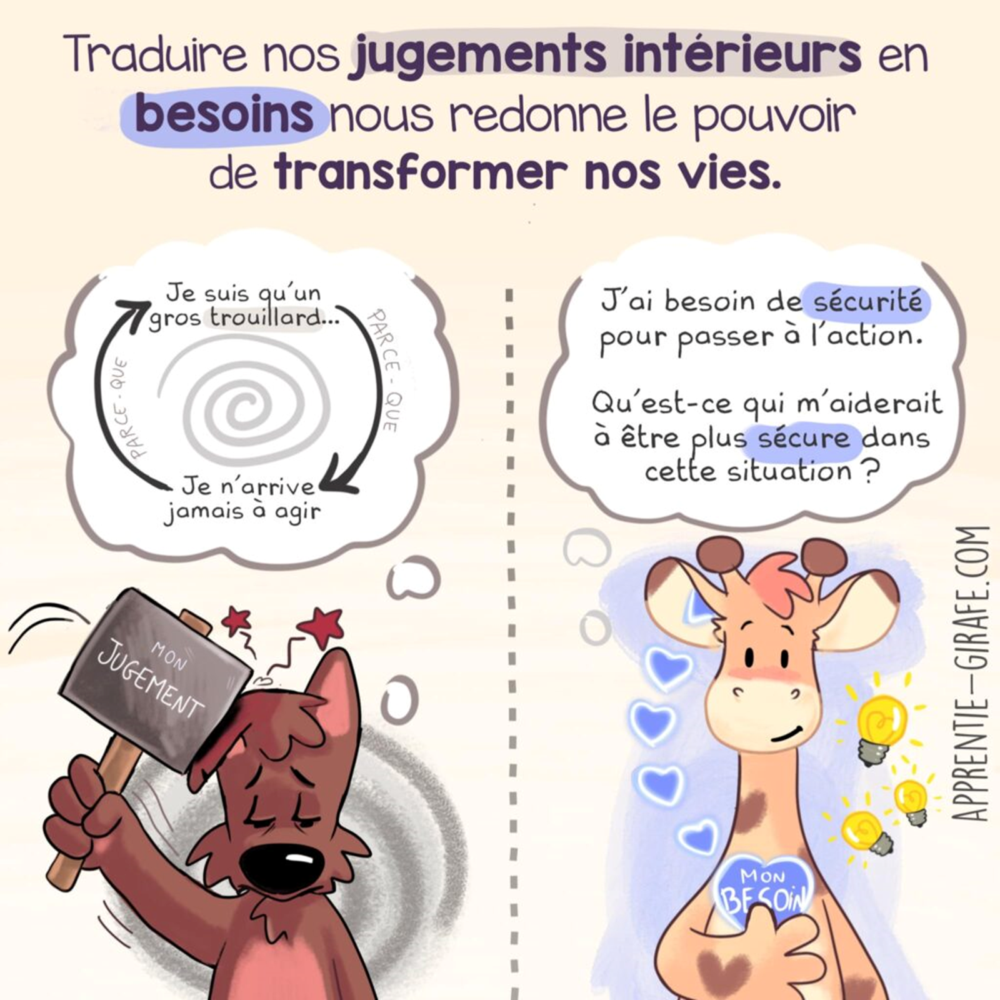 Traduire nos jugements intérieurs en
besoins nous redonne le pouvoir
de transformer nos vies.
Je suis qu'un
gros trouillard...
PARCE-QUE
Je n'arrive
jamais à agir
PARCE-QUE
J'ai besoin de sécurité
pour passer à l'action.
Qu'est-ce qui m'aiderait
à être plus sécure dans
cette situation ?
MON
JUGEMENT
MON
BESOiN
APPRENTIE-GIRAFE.COM